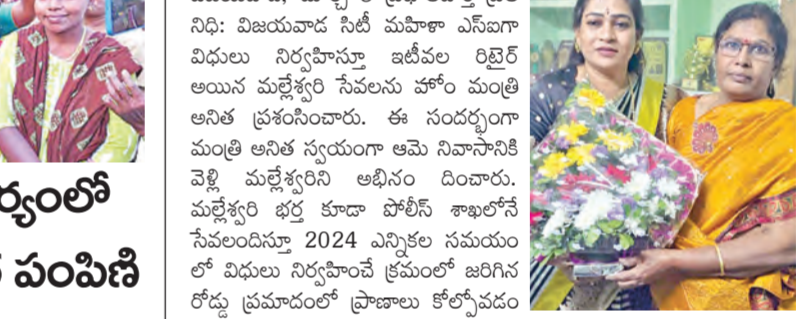 ర్యంలో
పంపిణి
నిధి: విజయవాడ సిటీ మహిళా ఎస్ఐగా
విధులు నిర్వహిస్తూ ఇటీవల రిటైర్
అయిన మల్లేశ్వరి సేవలను హోం మంత్రి
అనిత ప్రశంసించారు. ఈ సందర్భంగా
మంత్రి అనిత స్వయంగా ఆమె నివాసానికి
వెళ్లి మల్లేశ్వరిని అభినం దించారు.
మల్లేశ్వరి భర్త కూడా పోలీస్ శాఖలోనే
సేవలందిస్తూ 2024 ఎన్నికల సమయం
లో విధులు నిర్వహించే క్రమంలో జరిగిన
రోడ్డు ప్రమాదంలో ప్రాణాలు కోల్పోవడం